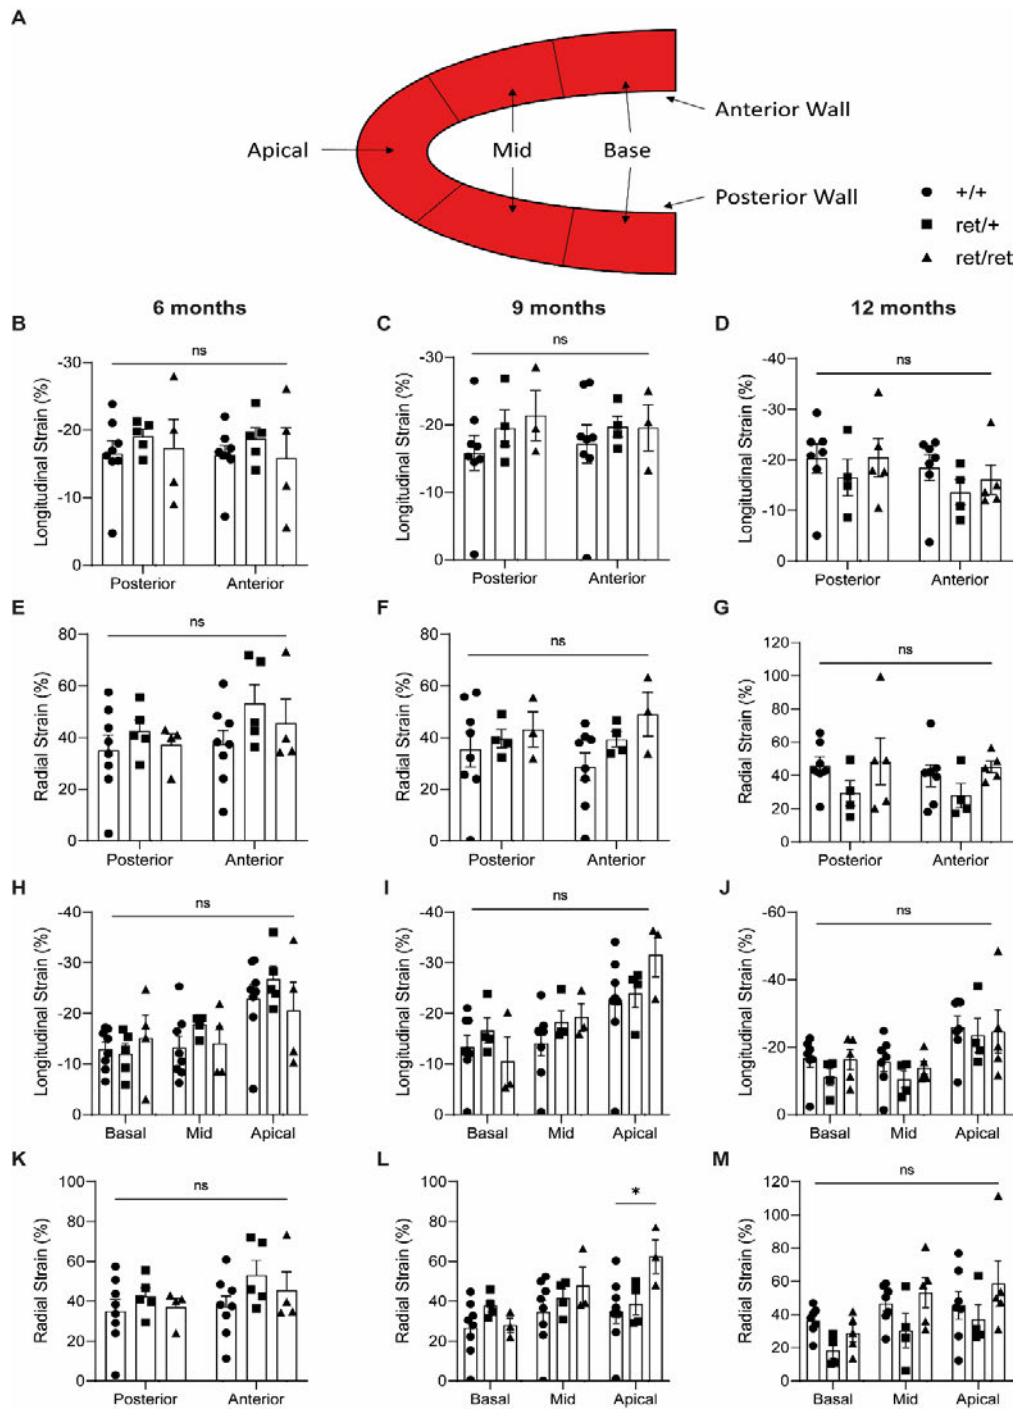 A
Anterior Wall
Apical
Mid
Base
Posterior Wall
+/+
ret/+
ret/ret
6 months
9 months
12 months
B
ns
-30
-20
-10
0
Longitudinal Strain (%)
Posterior
Anterior
C
ns
-30
-20
-10
0
Longitudinal Strain (%)
Posterior
Anterior
D
ns
-40
-30
-20
-10
0
Longitudinal Strain (%)
Posterior
Anterior
E
ns
80
60
40
20
0
Radial Strain (%)
Posterior
Anterior
F
ns
80
60
40
20
0
Radial Strain (%)
Posterior
Anterior
G
ns
120
100
80
60
40
20
0
Radial Strain (%)
Posterior
Anterior
H
ns
-40
-30
-20
-10
0
Longitudinal Strain (%)
Basal
Mid
Apical
I
ns
-40
-30
-20
-10
0
Longitudinal Strain (%)
Basal
Mid
Apical
J
ns
-60
-40
-20
0
Longitudinal Strain (%)
Basal
Mid
Apical
K
ns
100
80
60
40
20
0
Radial Strain (%)
Posterior
Anterior
L
*
100
80
60
40
20
0
Radial Strain (%)
Basal
Mid
Apical
M
ns
120
100
80
60
40
20
0
Radial Strain (%)
Basal
Mid
Apical